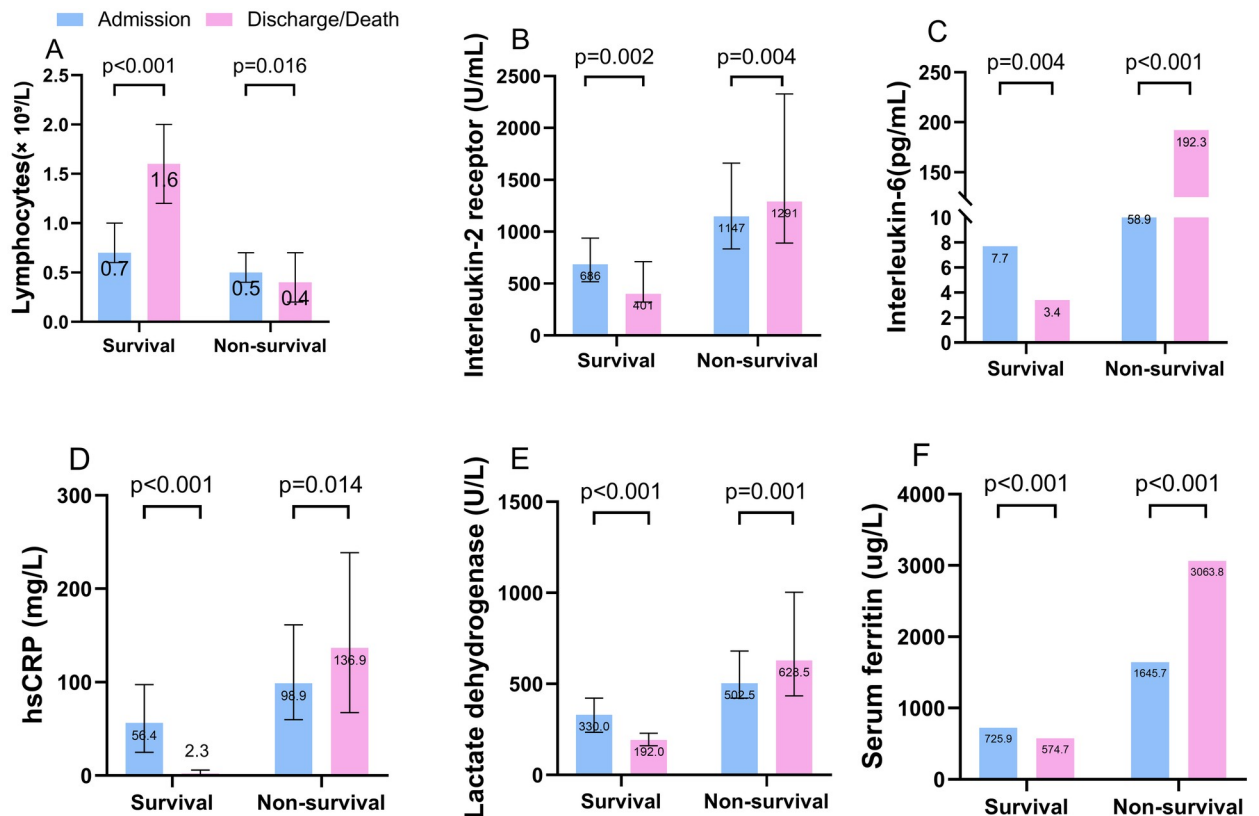 Admission Discharge/Death
A
p<0.001 p=0.016
Lymphocytes(× 10⁹/L)
2.5
2.0
1.5
1.0
0.5
0.0
0.7
1.6
0.5
0.4
Survival Non-survival
B
p=0.002 p=0.004
Interleukin-2 receptor (U/mL)
2500
2000
1500
1000
500
0
686
401
1147
1291
Survival Non-survival
C
p=0.004 p<0.001
Interleukin-6(pg/mL)
250
200
150
10
8
6
4
2
0
7.7
3.4
58.9
192.3
Survival Non-survival
D
p<0.001 p=0.014
hsCRP (mg/L)
300
200
100
0
56.4
2.3
98.9
136.9
Survival Non-survival
E
p<0.001 p=0.001
Lactate dehydrogenase (U/L)
1500
1000
500
0
330.0
192.0
502.5
628.5
Survival Non-survival
F
p<0.001 p<0.001
Serum ferritin (ug/L)
4000
3000
2000
1000
0
725.9
574.7
1645.7
3063.8
Survival Non-survival